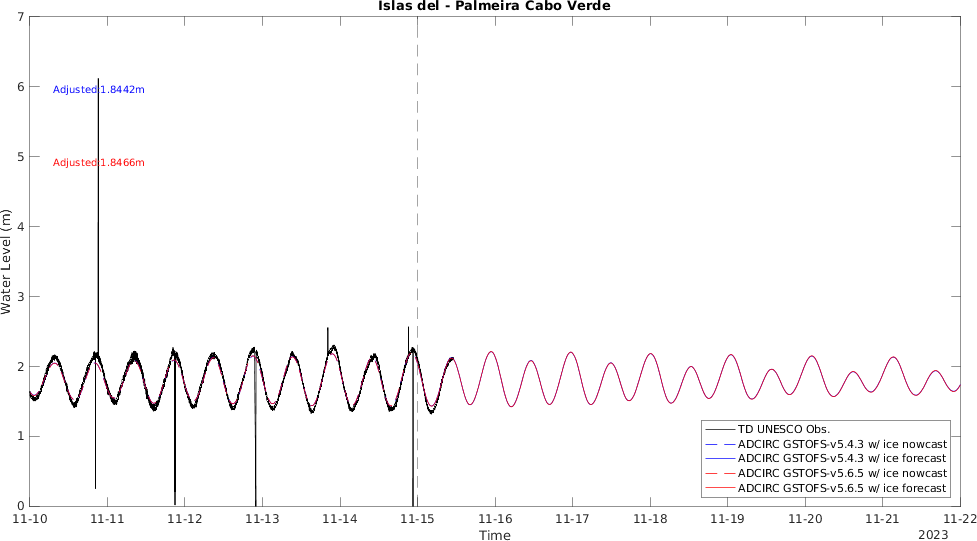 Islas del - Palmeira Cabo Verde
7
6
5
4
3
2
1
0
Water Level (m)
Adjusted 1.8442m
Adjusted 1.8466m
TD UNESCO Obs.
ADCIRC GSTOFS-v5.4.3 w/ ice nowcast
ADCIRC GSTOFS-v5.4.3 w/ ice forecast
ADCIRC GSTOFS-v5.6.5 w/ ice nowcast
ADCIRC GSTOFS-v5.6.5 w/ ice forecast
11-10 11-11 11-12 11-13 11-14 11-15 11-16 11-17 11-18 11-19 11-20 11-21 11-22
Time
2023